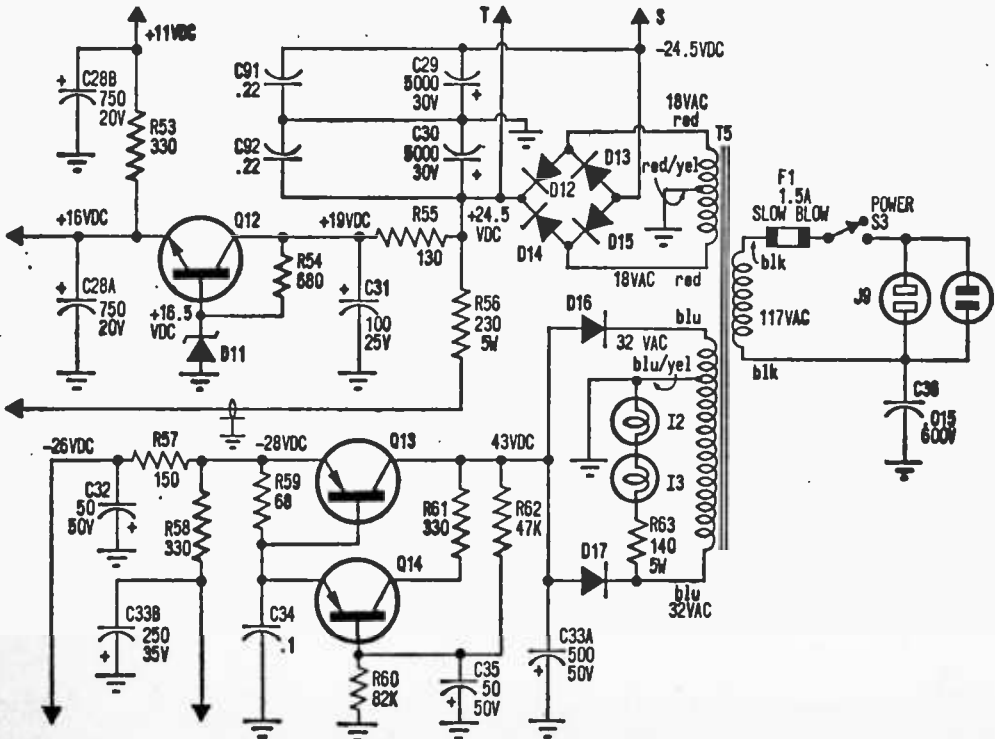 T
S
+11VDC
-24.5VDC
C28B
750
20V
R53
330
C91
.22
C29
5000
30V
C92
.22
C30
5000
30V
18VAC
red
T5
D13
D12
red/yel
F1
1.5A
SLOW BLOW
POWER
S3
+16VDC
Q12
+19VDC
R55
130
+24.5
VDC
D14
D15
18VAC
red
blk
C28A
750
20V
R54
680
C31
100
25V
+16.5
VDC
D11
R56
230
5W
D16
blu
32 VAC
blu/yel
117VAC
J9
blk
C36
.015
600V
-26VDC
R57
150
-28VDC
Q13
43VDC
I2
I3
C32
50
50V
R58
330
R59
68
R61
330
R62
47K
R63
140
5W
Q14
D17
blu
32VAC
C33B
250
35V
C34
.1
R60
82K
C35
50
50V
C33A
500
50V